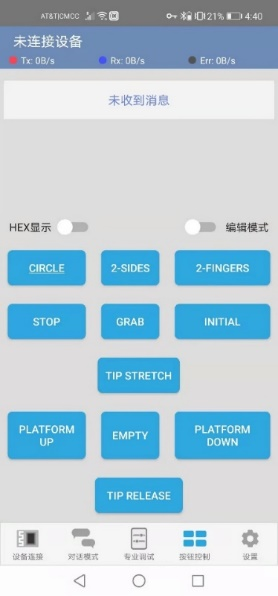 AT&T|CMCC 21% 4:40
未连接设备
Tx: 0B/s Rx: 0B/s Err: 0B/s
未收到消息
HEX显示 编辑模式
CIRCLE 2-SIDES 2-FINGERS
STOP GRAB INITIAL
TIP STRETCH
PLATFORM UP EMPTY PLATFORM DOWN
TIP RELEASE
设备连接 对话模式 专业调试 按钮控制 设置